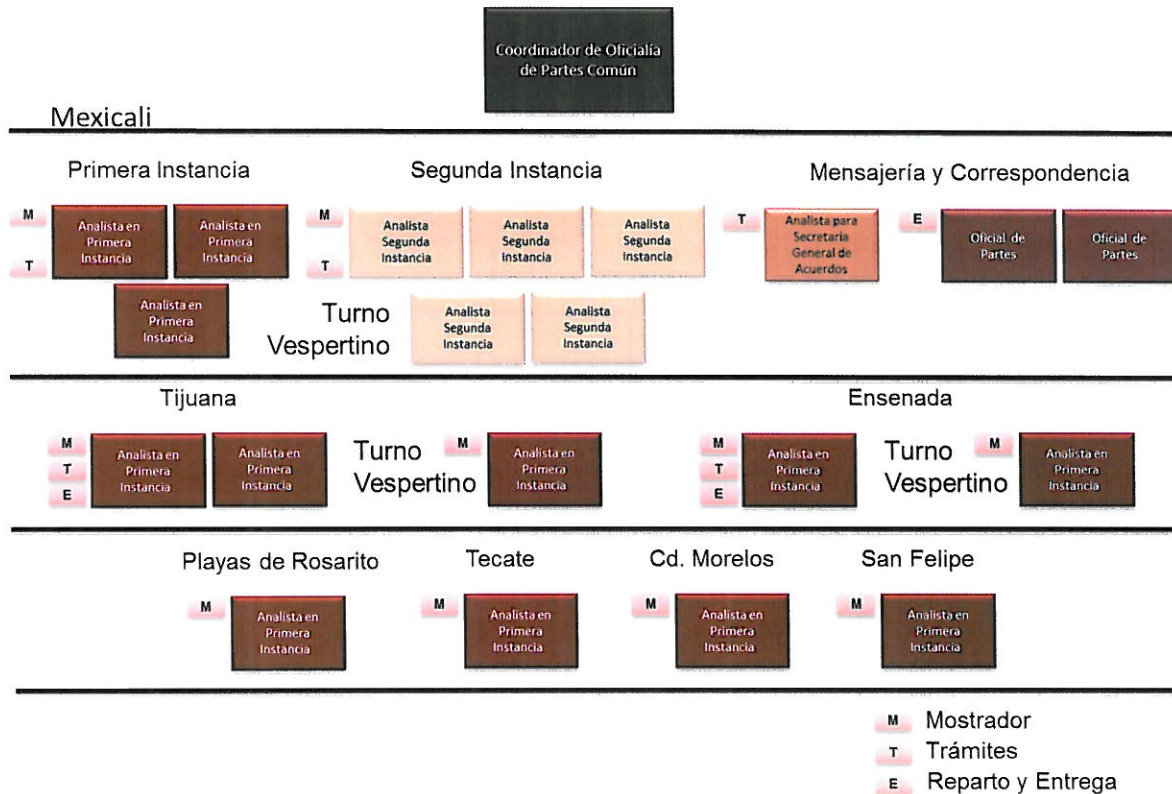 Coordinador de Oficialía
de Partes Común
Mexicali
Primera Instancia
Segunda Instancia
Mensajería y Correspondencia
M
T
Analista en
Primera
Instancia
Analista en
Primera
Instancia
Analista en
Primera
Instancia
M
T
Analista
Segunda
Instancia
Analista
Segunda
Instancia
Analista
Segunda
Instancia
Turno
Vespertino
Analista
Segunda
Instancia
Analista
Segunda
Instancia
T
Analista para
Secretaría
General de
Acuerdos
E
Oficial de
Partes
Oficial de
Partes
Tijuana
M
T
E
Analista en
Primera
Instancia
Analista en
Primera
Instancia
Turno
Vespertino
M
Analista en
Primera
Instancia
Ensenada
M
T
E
Analista en
Primera
Instancia
Turno
Vespertino
M
Analista en
Primera
Instancia
Playas de Rosarito
M
Analista en
Primera
Instancia
Tecate
M
Analista en
Primera
Instancia
Cd. Morelos
M
Analista en
Primera
Instancia
San Felipe
M
Analista en
Primera
Instancia
M Mostrador
T Trámites
E Reparto y Entrega